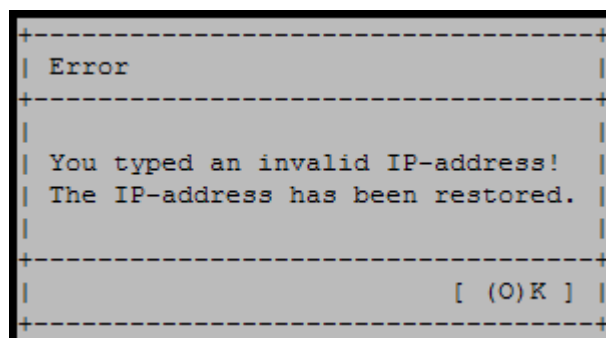 Error
You typed an invalid IP-address!
The IP-address has been restored.
[ (O)K ]